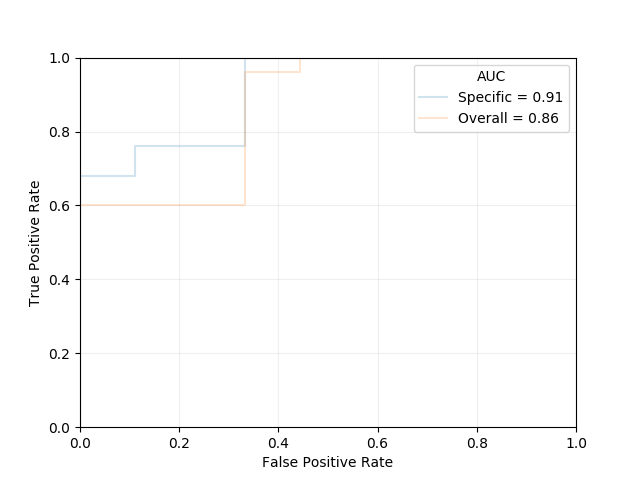 1.0
0.8
0.6
0.4
0.2
0.0
True Positive Rate
0.0 0.2 0.4 0.6 0.8 1.0
False Positive Rate
AUC
Specific = 0.91
Overall = 0.86